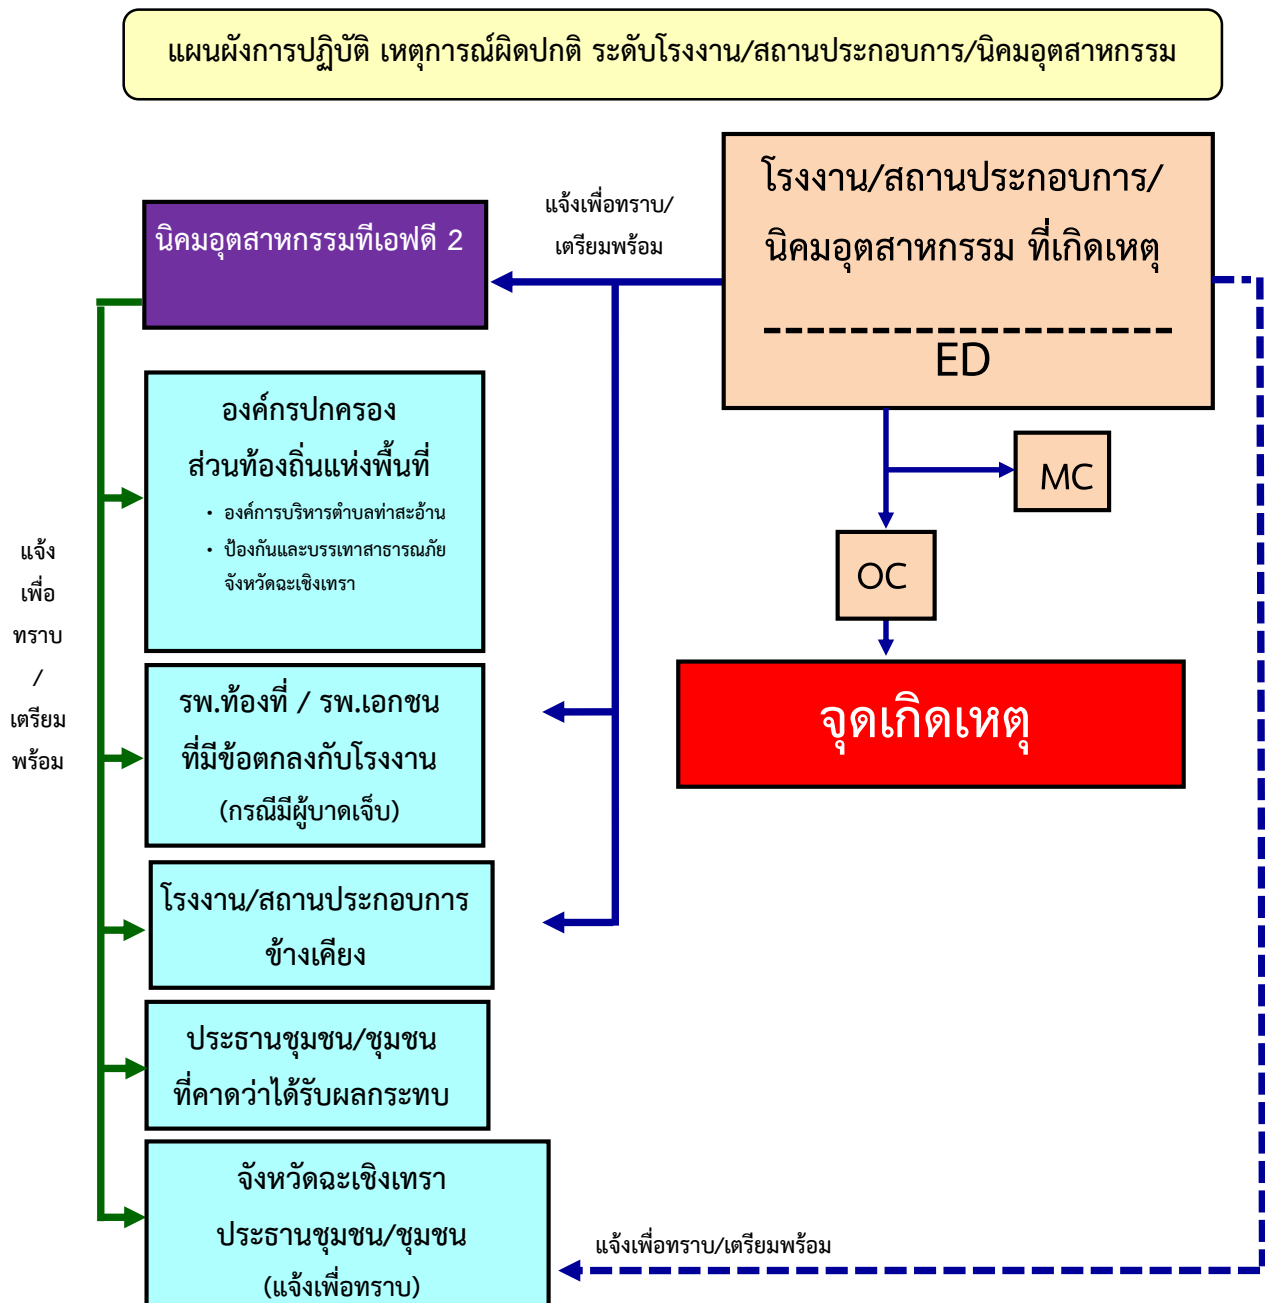 แผนผังการปฏิบัติ เหตุการณ์ผิดปกติ ระดับโรงงาน/สถานประกอบการ/นิคมอุตสาหกรรม
โรงงาน/สถานประกอบการ/
นิคมอุตสาหกรรม ที่เกิดเหตุ
ED
แจ้งเพื่อทราบ/
เตรียมพร้อม
นิคมอุตสาหกรรมทีเอฟดี 2
องค์กรปกครอง
ส่วนท้องถิ่นแห่งพื้นที่
• องค์การบริหารตำบลท่าสะอ้าน
• ป้องกันและบรรเทาสาธารณภัย
จังหวัดฉะเชิงเทรา
MC
OC
แจ้ง
เพื่อ
ทราบ
/
เตรียม
พร้อม
รพ.ท้องที่ / รพ.เอกชน
ที่มีข้อตกลงกับโรงงาน
(กรณีมีผู้บาดเจ็บ)
จุดเกิดเหตุ
โรงงาน/สถานประกอบการ
ข้างเคียง
ประธานชุมชน/ชุมชน
ที่คาดว่าได้รับผลกระทบ
จังหวัดฉะเชิงเทรา
ประธานชุมชน/ชุมชน
(แจ้งเพื่อทราบ)
แจ้งเพื่อทราบ/เตรียมพร้อม